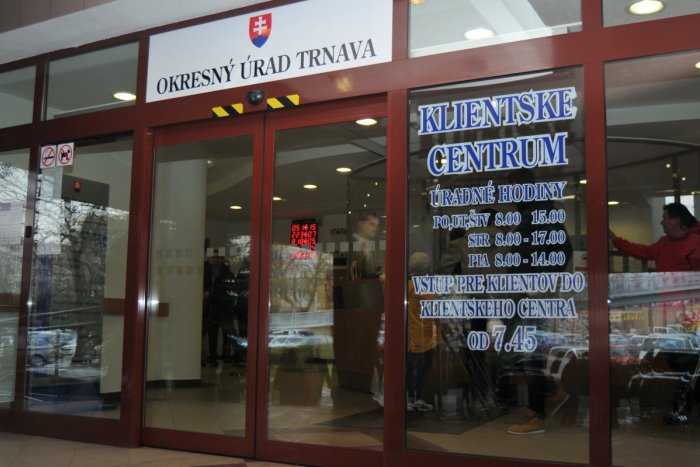 OKRESNÝ ÚRAD TRNAVA
KLIENTSKE
CENTRUM
ÚRADNÉ HODINY
PO,UT,ŠTV 8.00 - 15.00
STR 8.00 - 17.00
PIA 8.00 - 14.00
VSTUP PRE KLIENTOV DO
KLIENTSKEHO CENTRA
OD 7.45